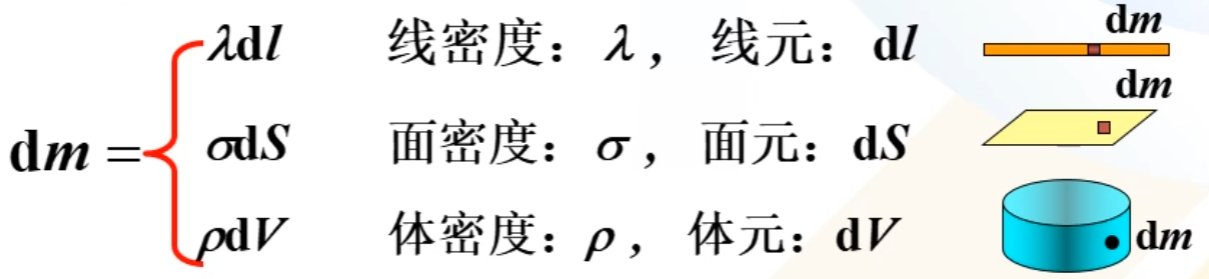 λdl 线密度：λ， 线元：dl dm
dm
dm = σdS 面密度：σ， 面元：dS
ρdV 体密度：ρ， 体元：dV dm